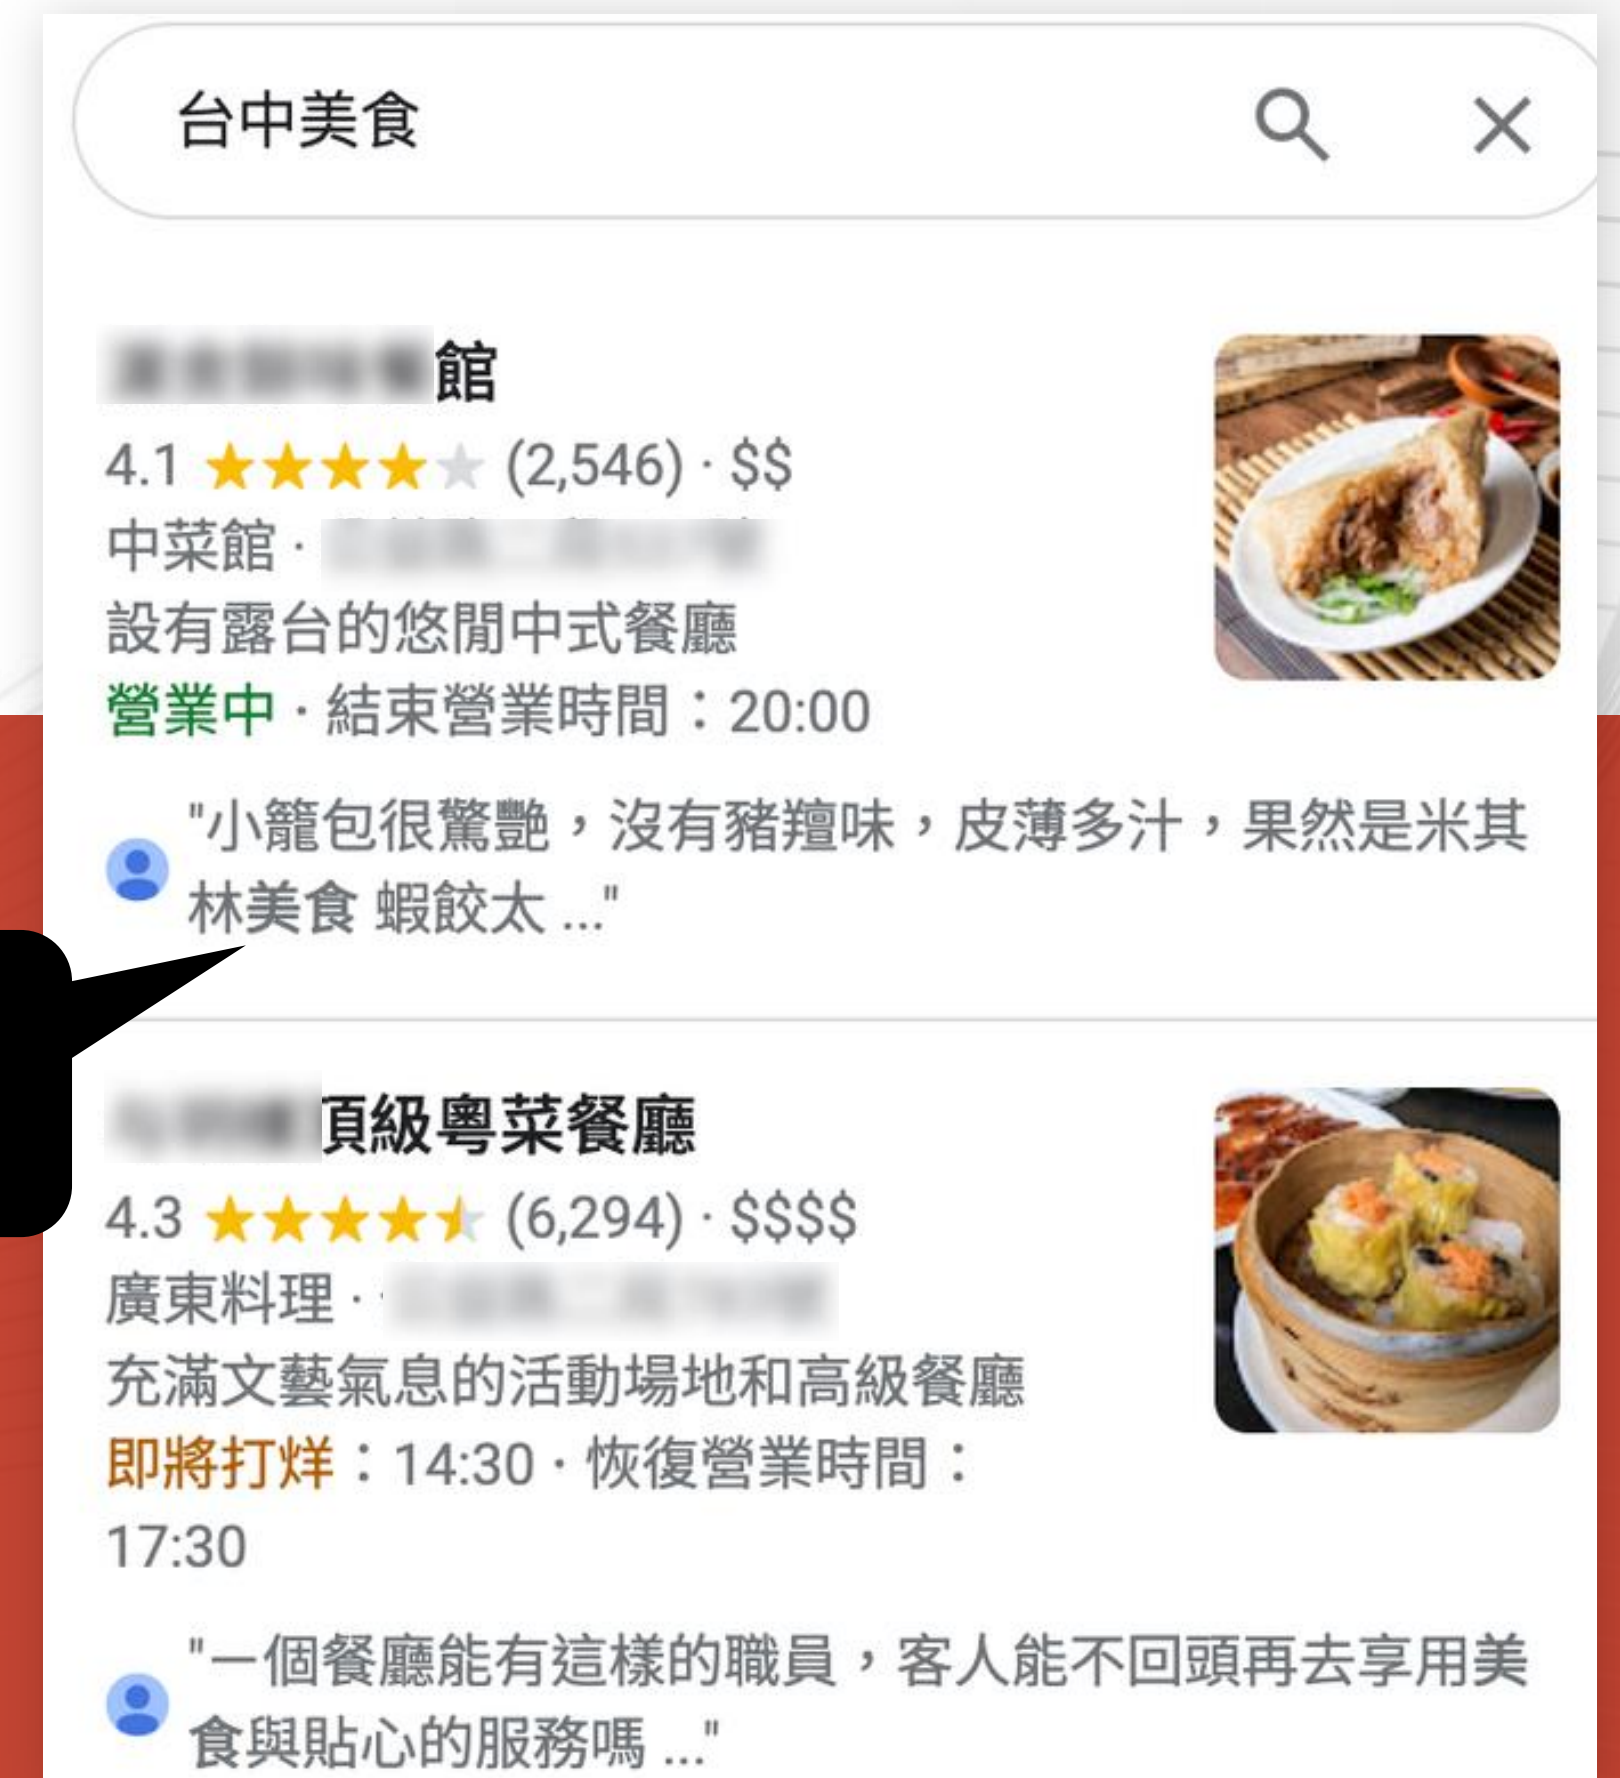 台中美食
館
4.1 (2,546) · $$
中菜館 ·
設有露台的悠閒中式餐廳
營業中 · 結束營業時間：20:00
"小籠包很驚艷，沒有豬羶味，皮薄多汁，果然是米其
林美食 蝦餃太 ..."
頂級粵菜餐廳
4.3 (6,294) · $$$$
廣東料理 ·
充滿文藝氣息的活動場地和高級餐廳
即將打烊：14:30 · 恢復營業時間：
17:30
"一個餐廳能有這樣的職員，客人能不回頭再去享用美
食與貼心的服務嗎 ..."